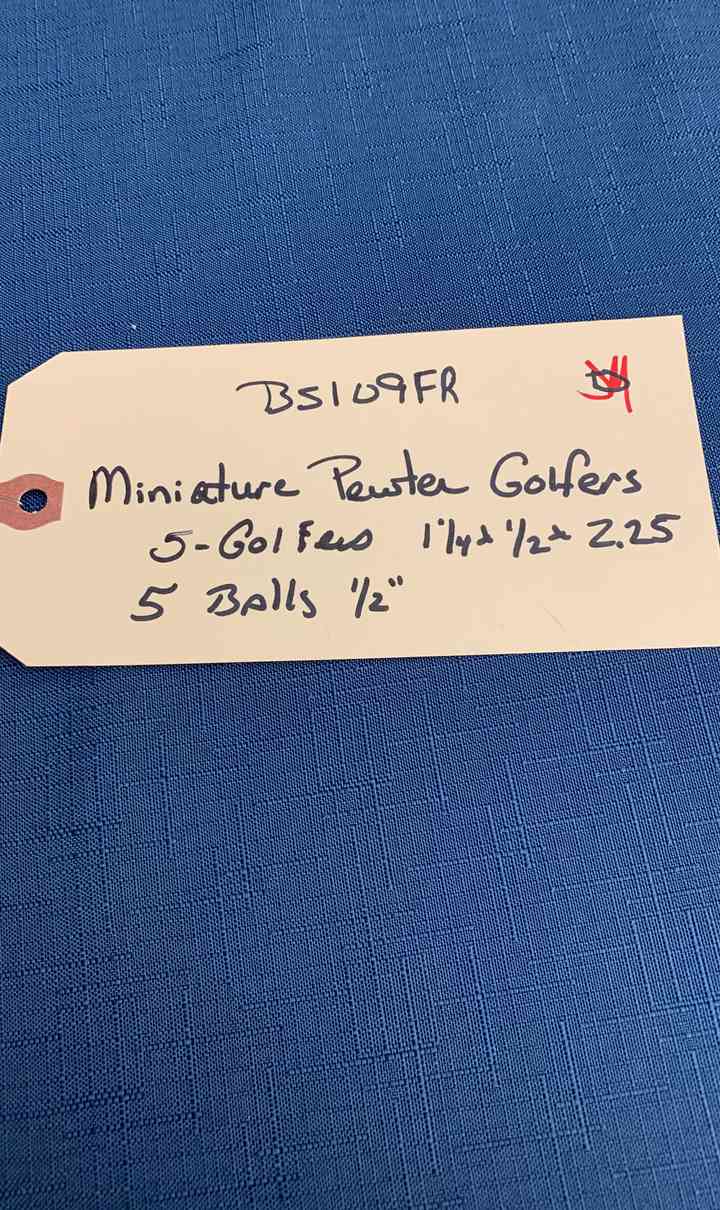 BS109FR
Miniature Pewter Golfers
5-Golfers 1 1/4 x 1/2 x 2.25
5 Balls 1/2"